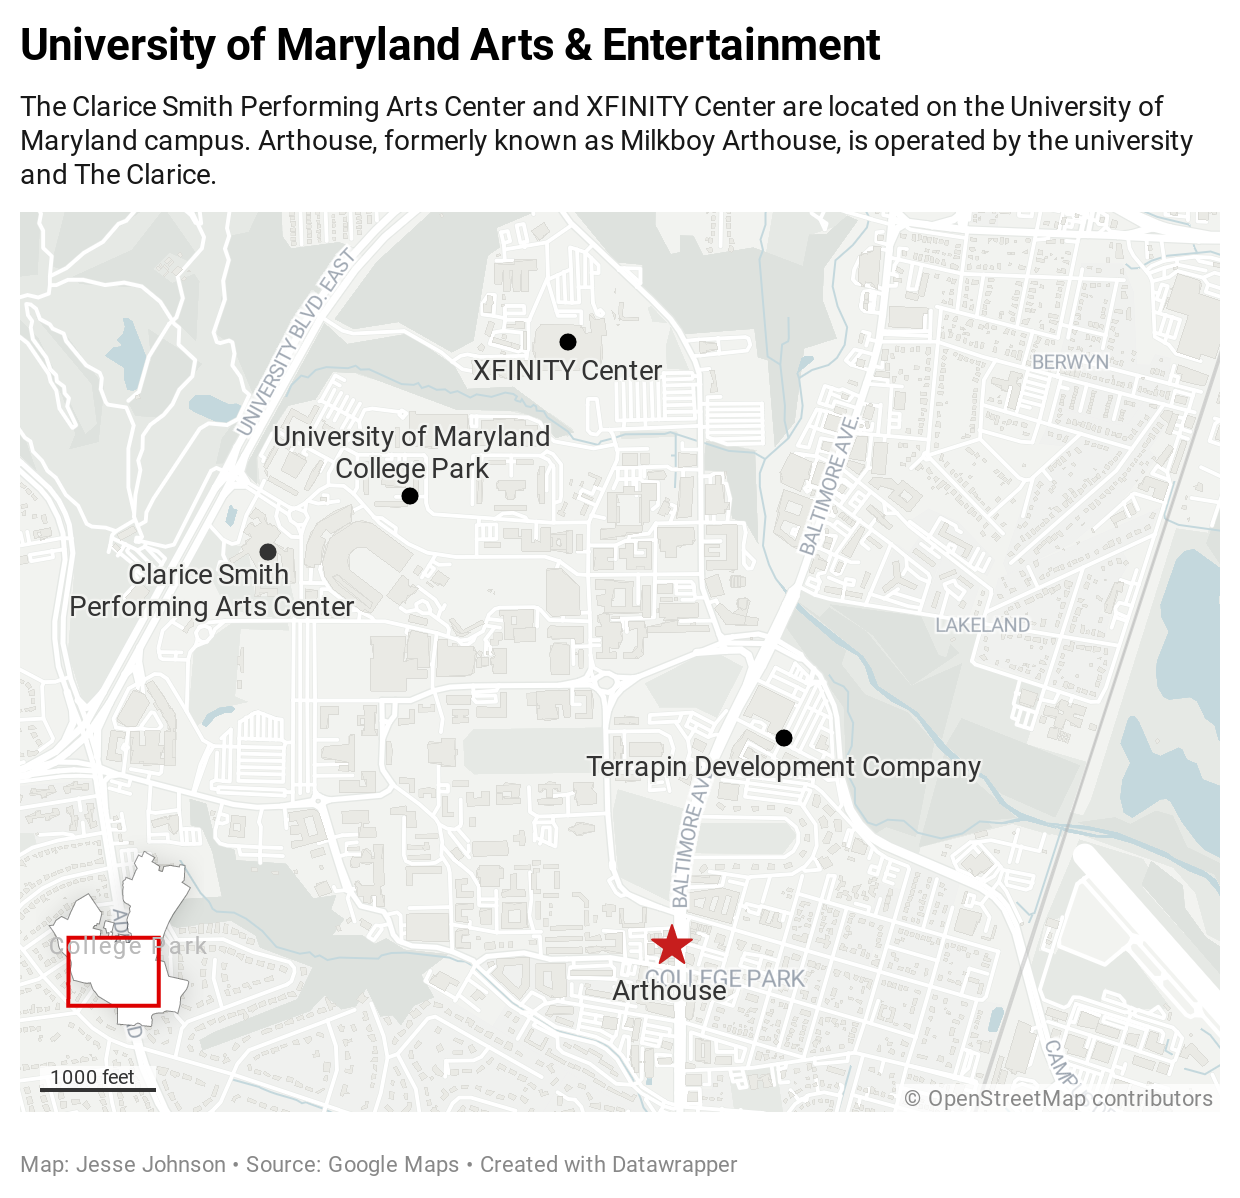 University of Maryland Arts & Entertainment
The Clarice Smith Performing Arts Center and XFINITY Center are located on the University of
Maryland campus. Arthouse, formerly known as Milkboy Arthouse, is operated by the university
and The Clarice.
UNIVERSITY BLVD. EAST
XFINITY Center
BERWYN
University of Maryland
College Park
BALTIMORE AVE.
Clarice Smith
Performing Arts Center
LAKELAND
Terrapin Development Company
BALTIMORE AV
AD
College Park
D
COLLEGE PARK
Arthouse
CAMP
1000 feet
© OpenStreetMap contributors
Map: Jesse Johnson • Source: Google Maps • Created with Datawrapper